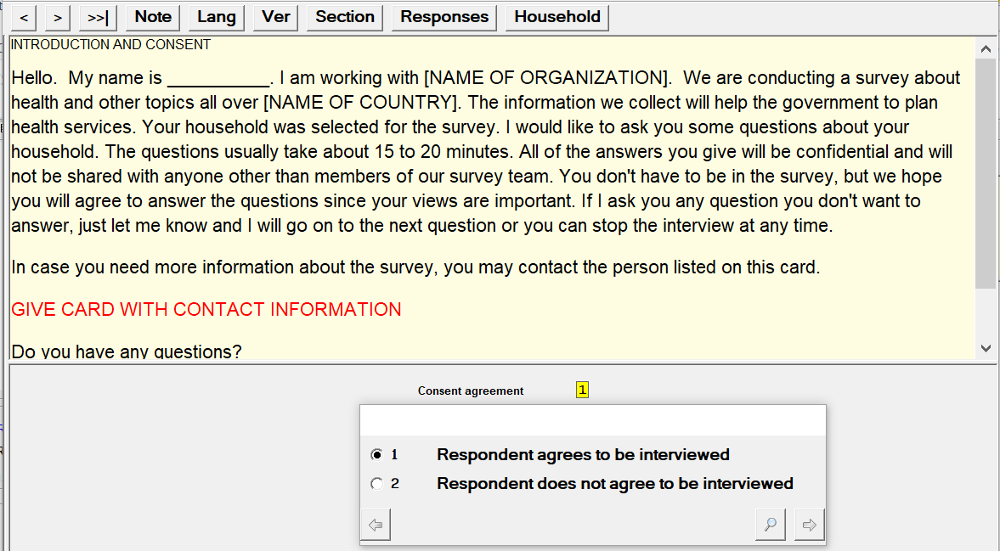 < > >>| Note Lang Ver Section Responses Household
INTRODUCTION AND CONSENT
Hello.  My name is __________. I am working with [NAME OF ORGANIZATION].  We are conducting a survey about
health and other topics all over [NAME OF COUNTRY]. The information we collect will help the government to plan
health services. Your household was selected for the survey. I would like to ask you some questions about your
household. The questions usually take about 15 to 20 minutes. All of the answers you give will be confidential and will
not be shared with anyone other than members of our survey team. You don't have to be in the survey, but we hope
you will agree to answer the questions since your views are important. If I ask you any question you don't want to
answer, just let me know and I will go on to the next question or you can stop the interview at any time.
In case you need more information about the survey, you may contact the person listed on this card.
GIVE CARD WITH CONTACT INFORMATION
Do you have any questions?
Consent agreement 1
1 Respondent agrees to be interviewed
2 Respondent does not agree to be interviewed